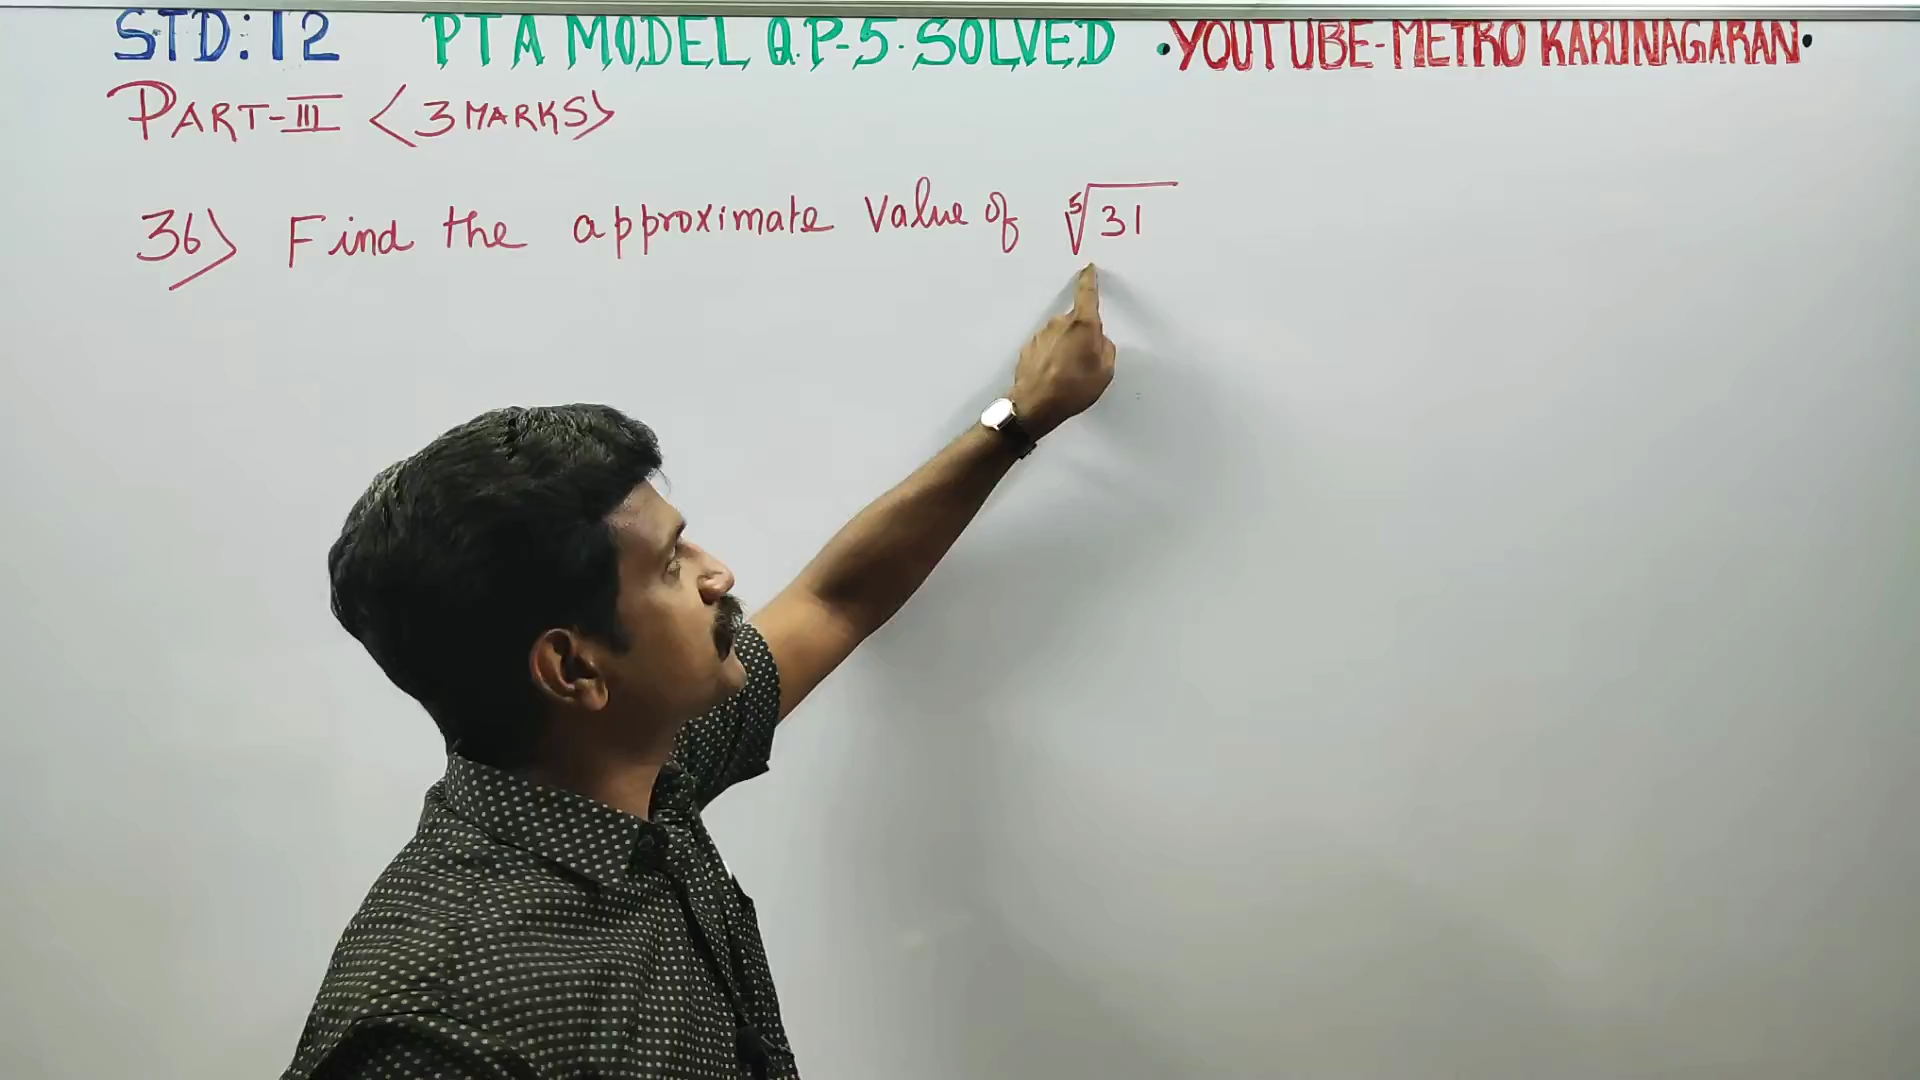 STD:12 PTA MODEL Q.P-5. SOLVED •YOUTUBE-METRO KARUNAGARAN•
PART-III <3 MARKS>
36) Find the approximate value of ⁵√31